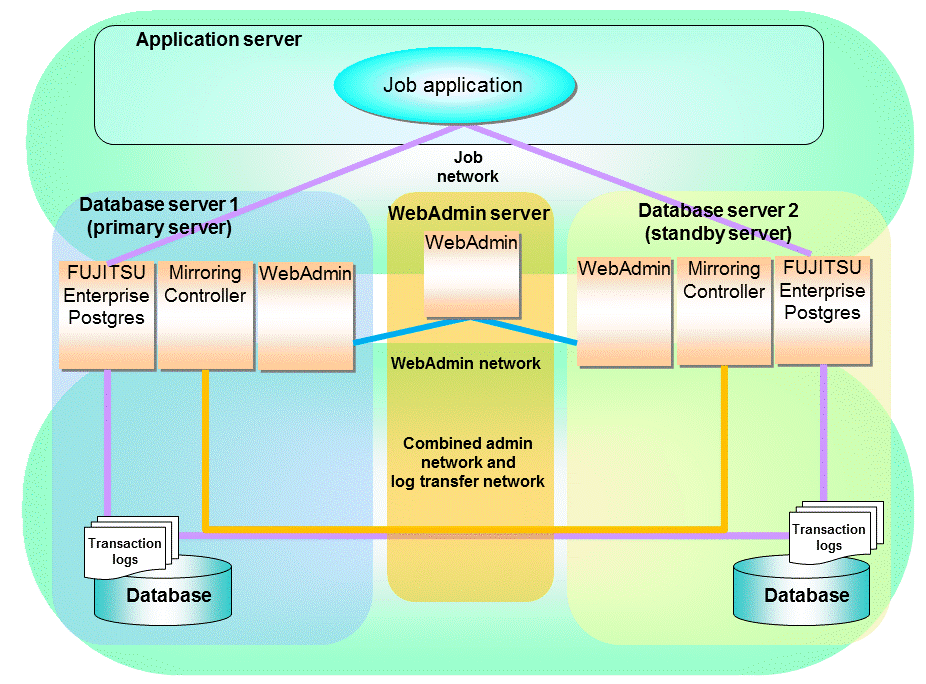 Application server
Job application
Job
network
Database server 1
(primary server)
WebAdmin server
Database server 2
(standby server)
FUJITSU
Enterprise
Postgres
Mirroring
Controller
WebAdmin
WebAdmin
WebAdmin
Mirroring
Controller
FUJITSU
Enterprise
Postgres
WebAdmin network
Combined admin
network and
log transfer network
Transaction
logs
Database
Transaction
logs
Database